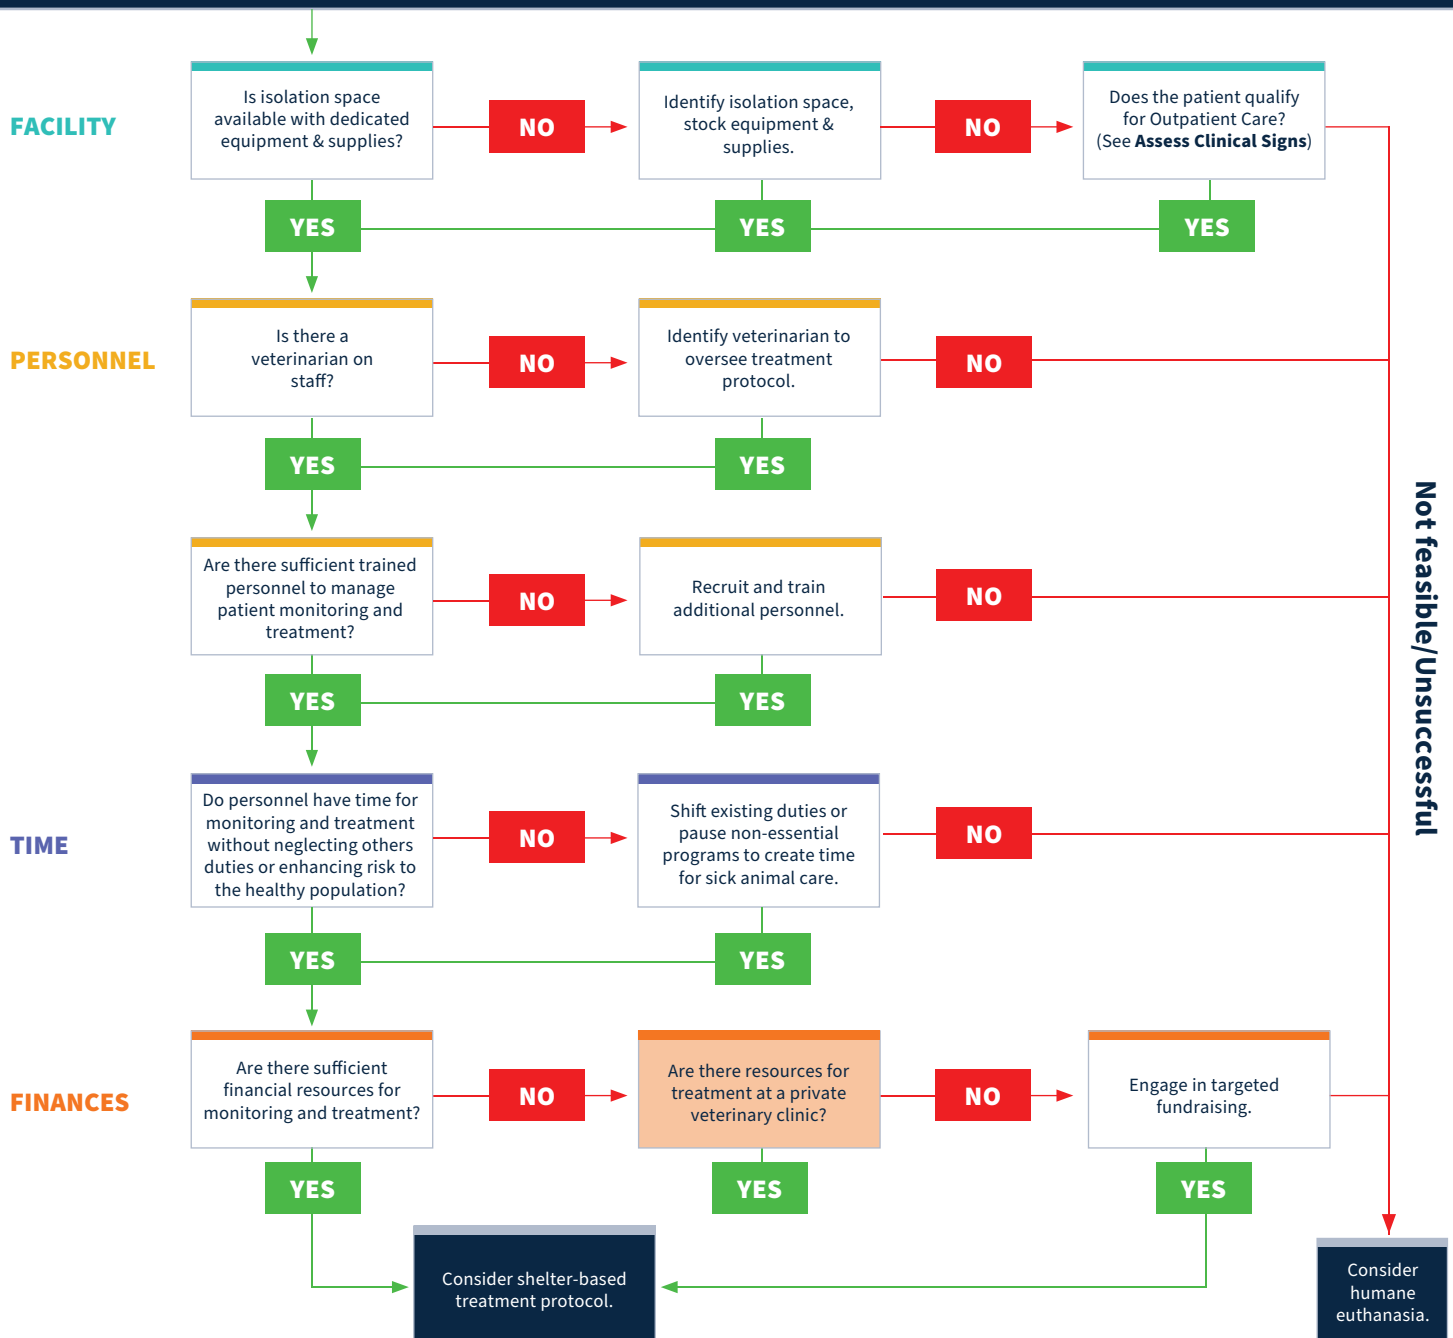 FACILITY
Is isolation space
available with dedicated
equipment & supplies?
NO
Identify isolation space,
stock equipment &
supplies.
NO
Does the patient qualify
for Outpatient Care?
(See Assess Clinical Signs)
YES
YES
YES
PERSONNEL
Is there a
veterinarian on
staff?
NO
Identify veterinarian to
oversee treatment
protocol.
NO
YES
YES
Are there sufficient trained
personnel to manage
patient monitoring and
treatment?
NO
Recruit and train
additional personnel.
NO
YES
YES
TIME
Do personnel have time for
monitoring and treatment
without neglecting others
duties or enhancing risk to
the healthy population?
NO
Shift existing duties or
pause non-essential
programs to create time
for sick animal care.
NO
YES
YES
FINANCES
Are there sufficient
financial resources for
monitoring and treatment?
NO
Are there resources for
treatment at a private
veterinary clinic?
NO
Engage in targeted
fundraising.
YES
YES
YES
Consider shelter-based
treatment protocol.
Not feasible/Unsuccessful
Consider
humane
euthanasia.